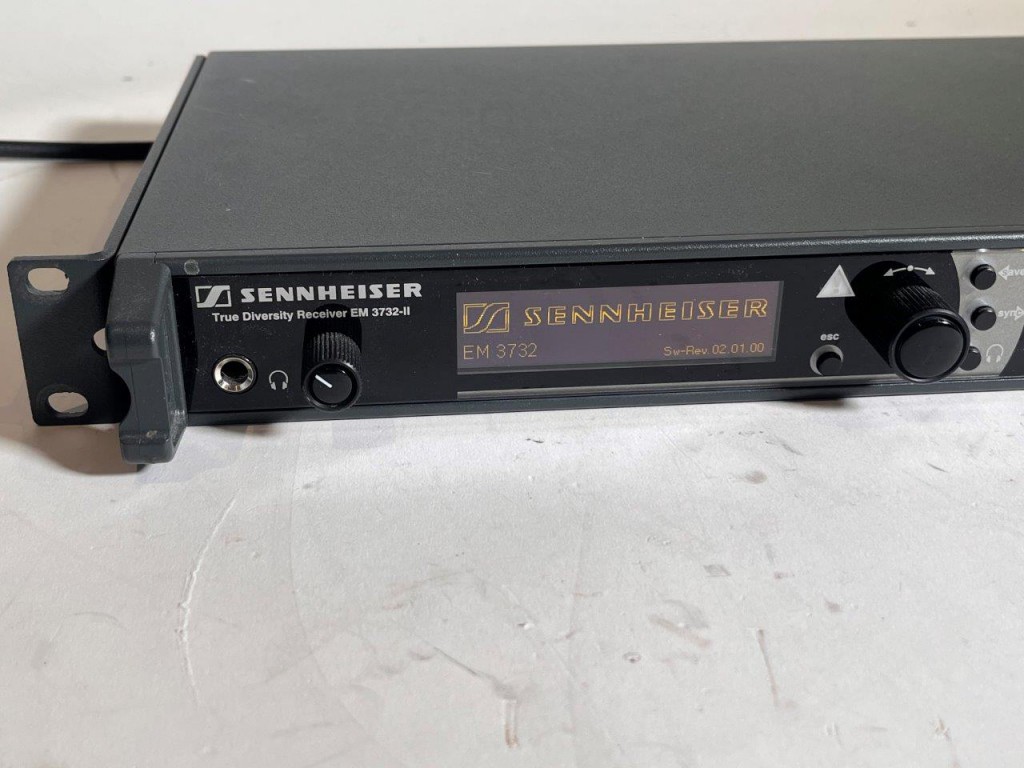 SENNHEISER
True Diversity Receiver EM 3732-II
SENNHEISER
EM 3732
Sw-Rev. 02.01.00
esc